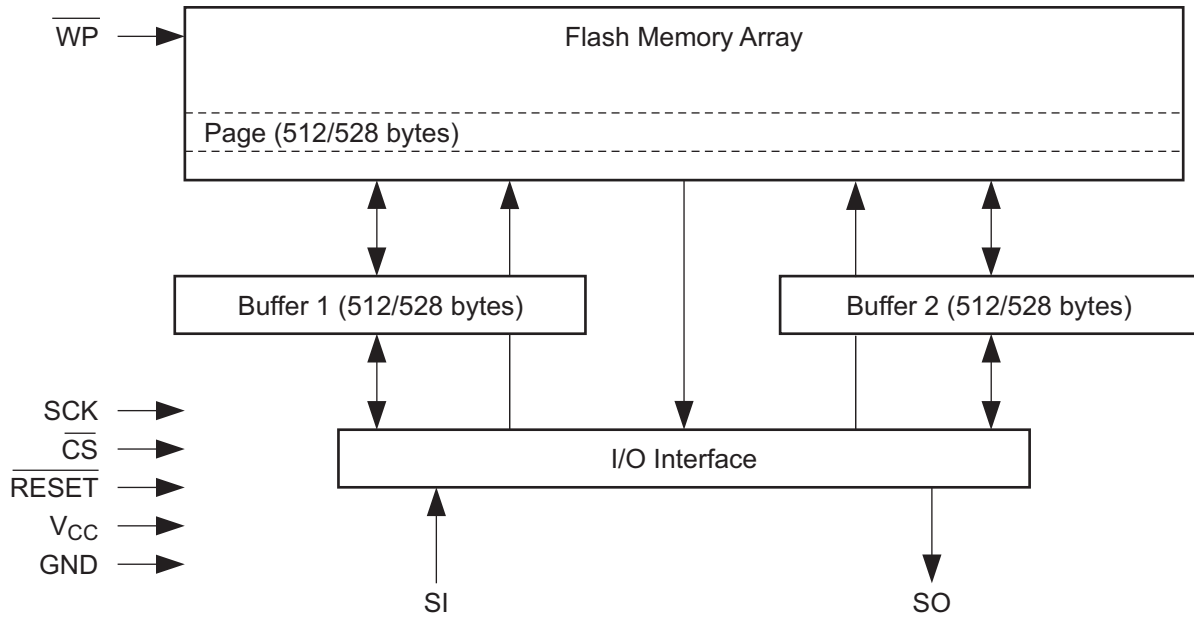 WP
Flash Memory Array
Page (512/528 bytes)
Buffer 1 (512/528 bytes)
Buffer 2 (512/528 bytes)
SCK
CS
I/O Interface
RESET
VCC
GND
SI
SO